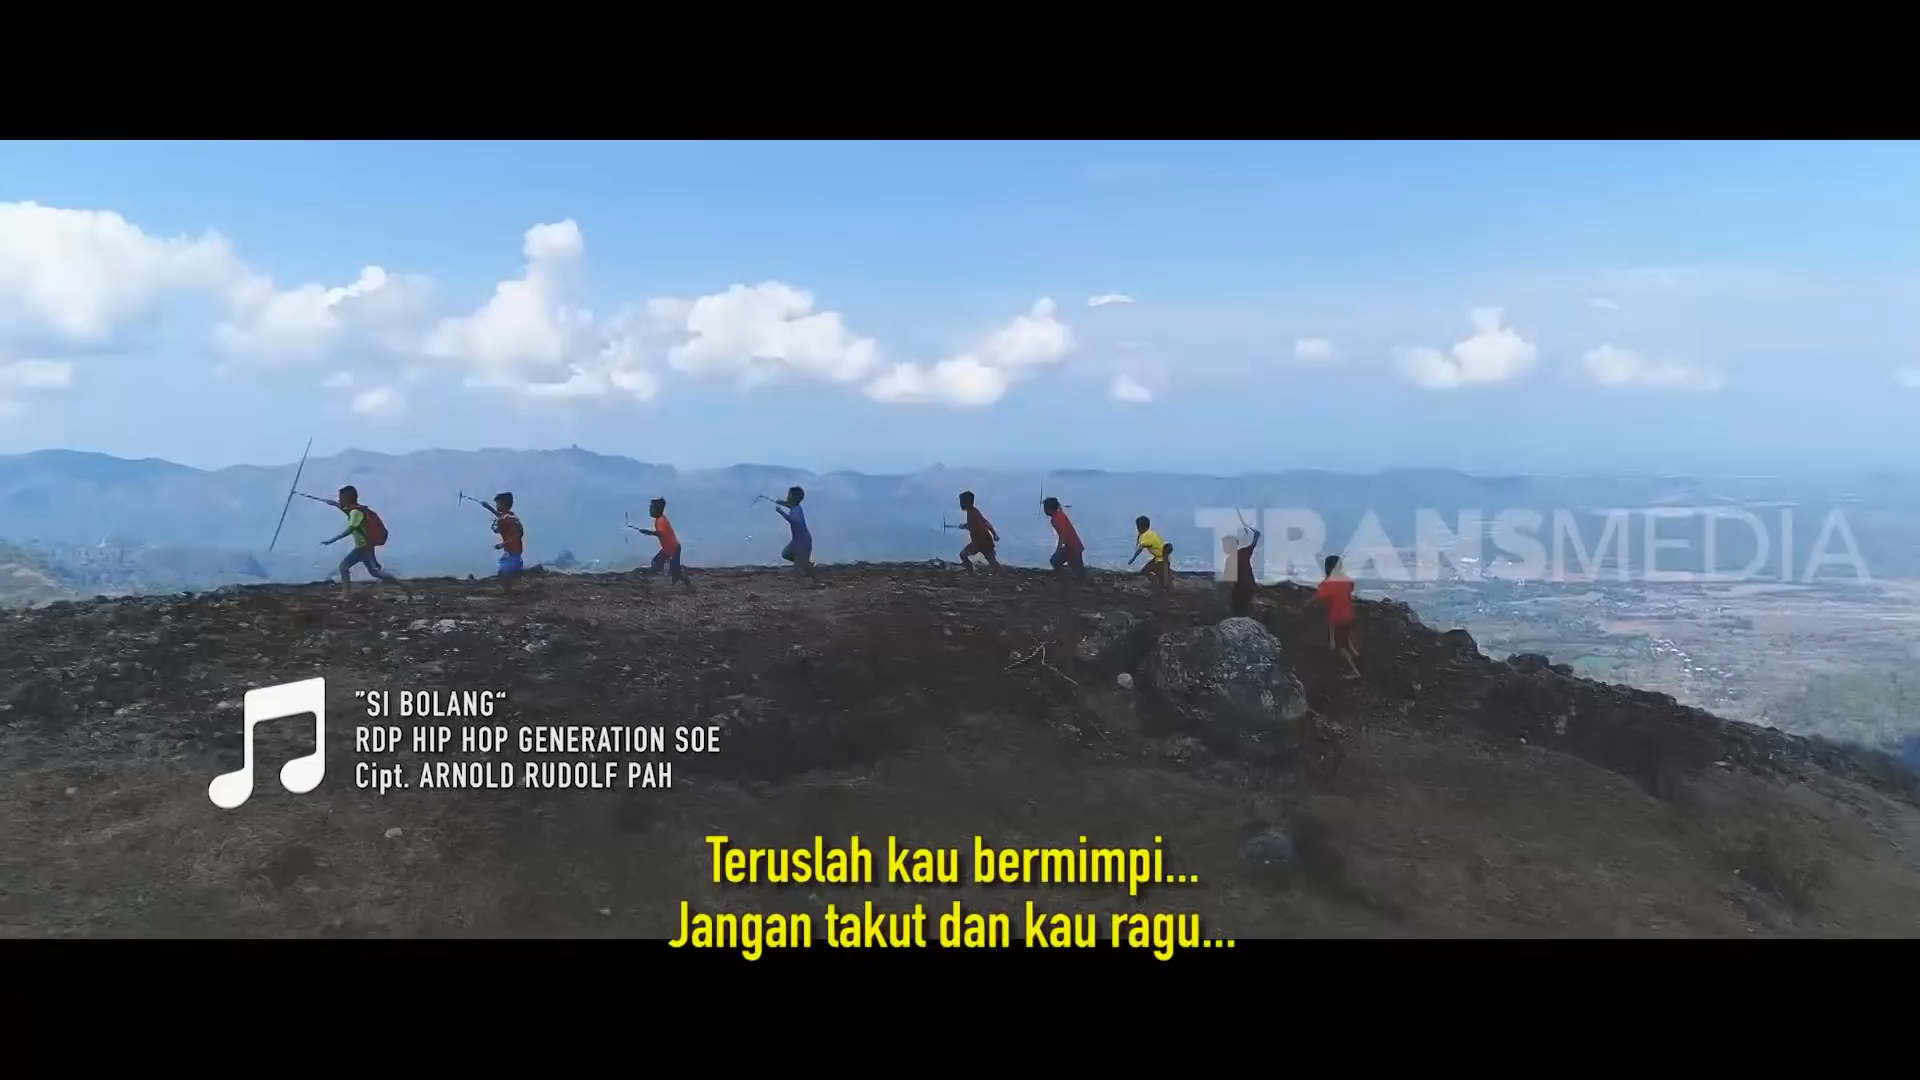 TRANSMEDIA
"SI BOLANG"
RDP HIP HOP GENERATION SOE
Cipt. ARNOLD RUDOLF PAH
Teruslah kau bermimpi...
Jangan takut dan kau ragu...